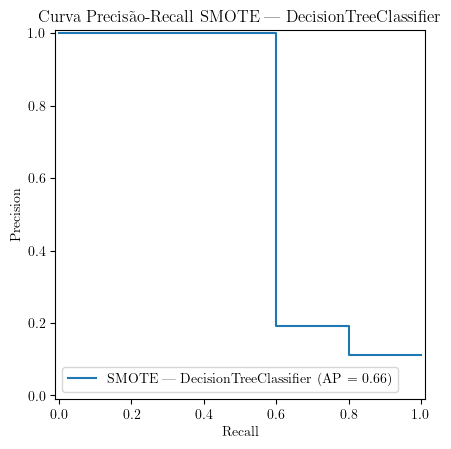 Curva Precisão-Recall SMOTE — DecisionTreeClassifier
1.0
0.8
0.6
0.4
0.2
0.0
Precision
SMOTE — DecisionTreeClassifier (AP = 0.66)
0.0 0.2 0.4 0.6 0.8 1.0
Recall